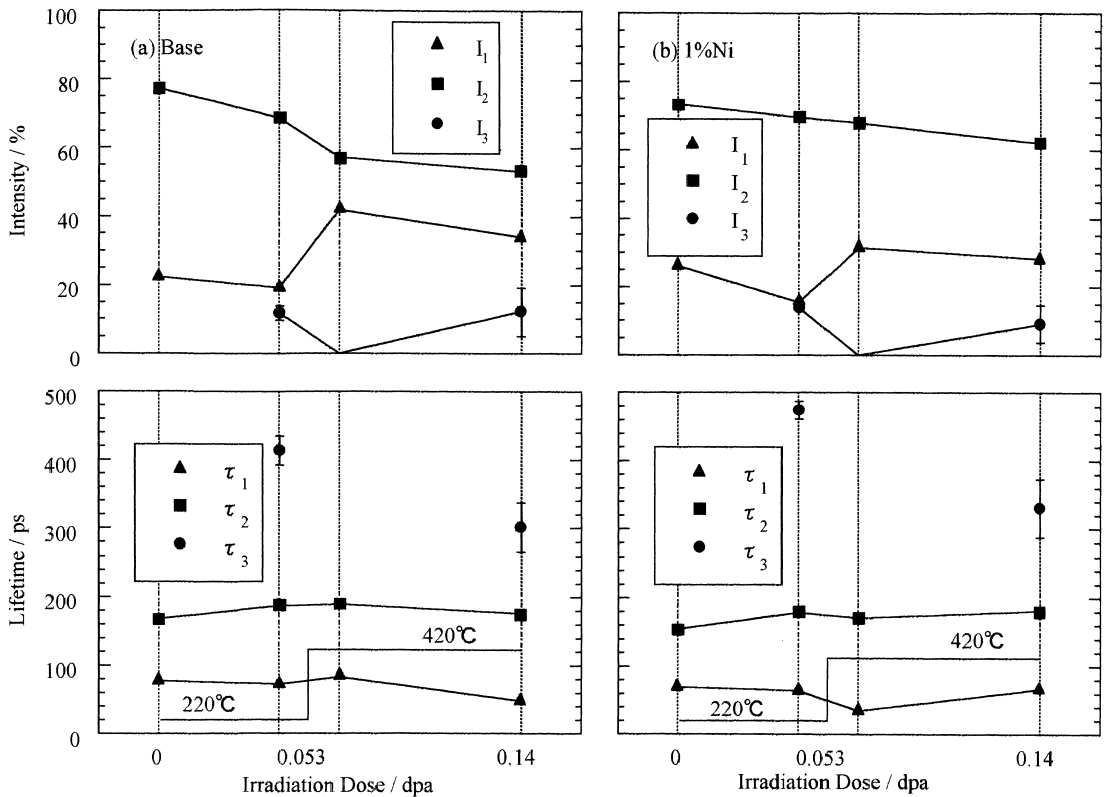 100
80
60
40
20
0
Intensity / %
(a) Base
I1
I2
I3
(b) 1%Ni
I1
I2
I3
500
400
300
200
100
0
Lifetime / ps
τ1
τ2
τ3
420℃
220℃
τ1
τ2
τ3
420℃
220℃
0
0.053
0.14
Irradiation Dose / dpa
0
0.053
0.14
Irradiation Dose / dpa